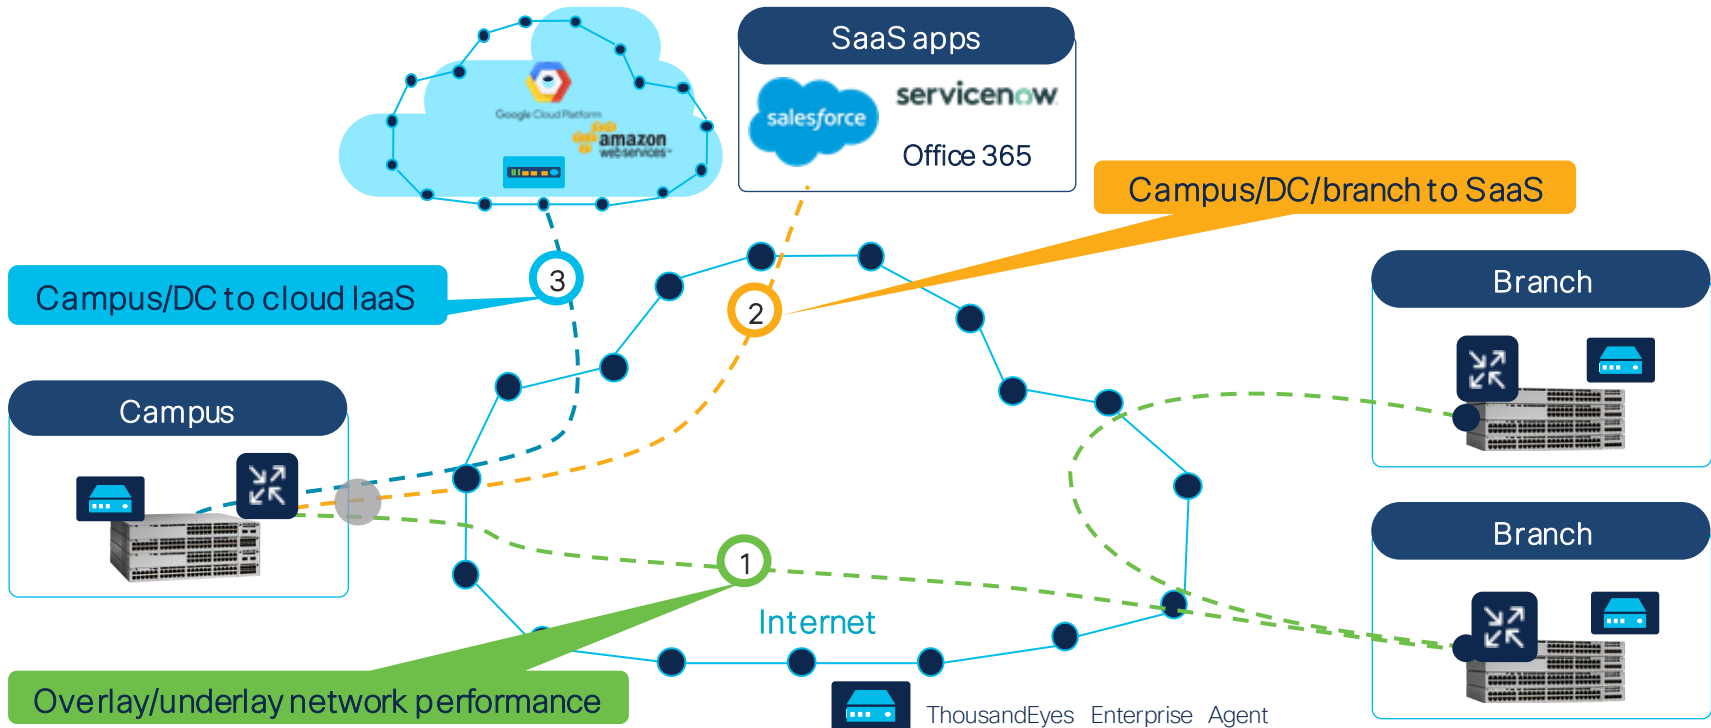 SaaS apps
Google Cloud Platform
amazon
webservices™
salesforce
servicenow
Office 365
Campus/DC/branch to SaaS
3
Campus/DC to cloud IaaS
2
Branch
Campus
Branch
1
Internet
Overlay/underlay network performance
ThousandEyes Enterprise Agent